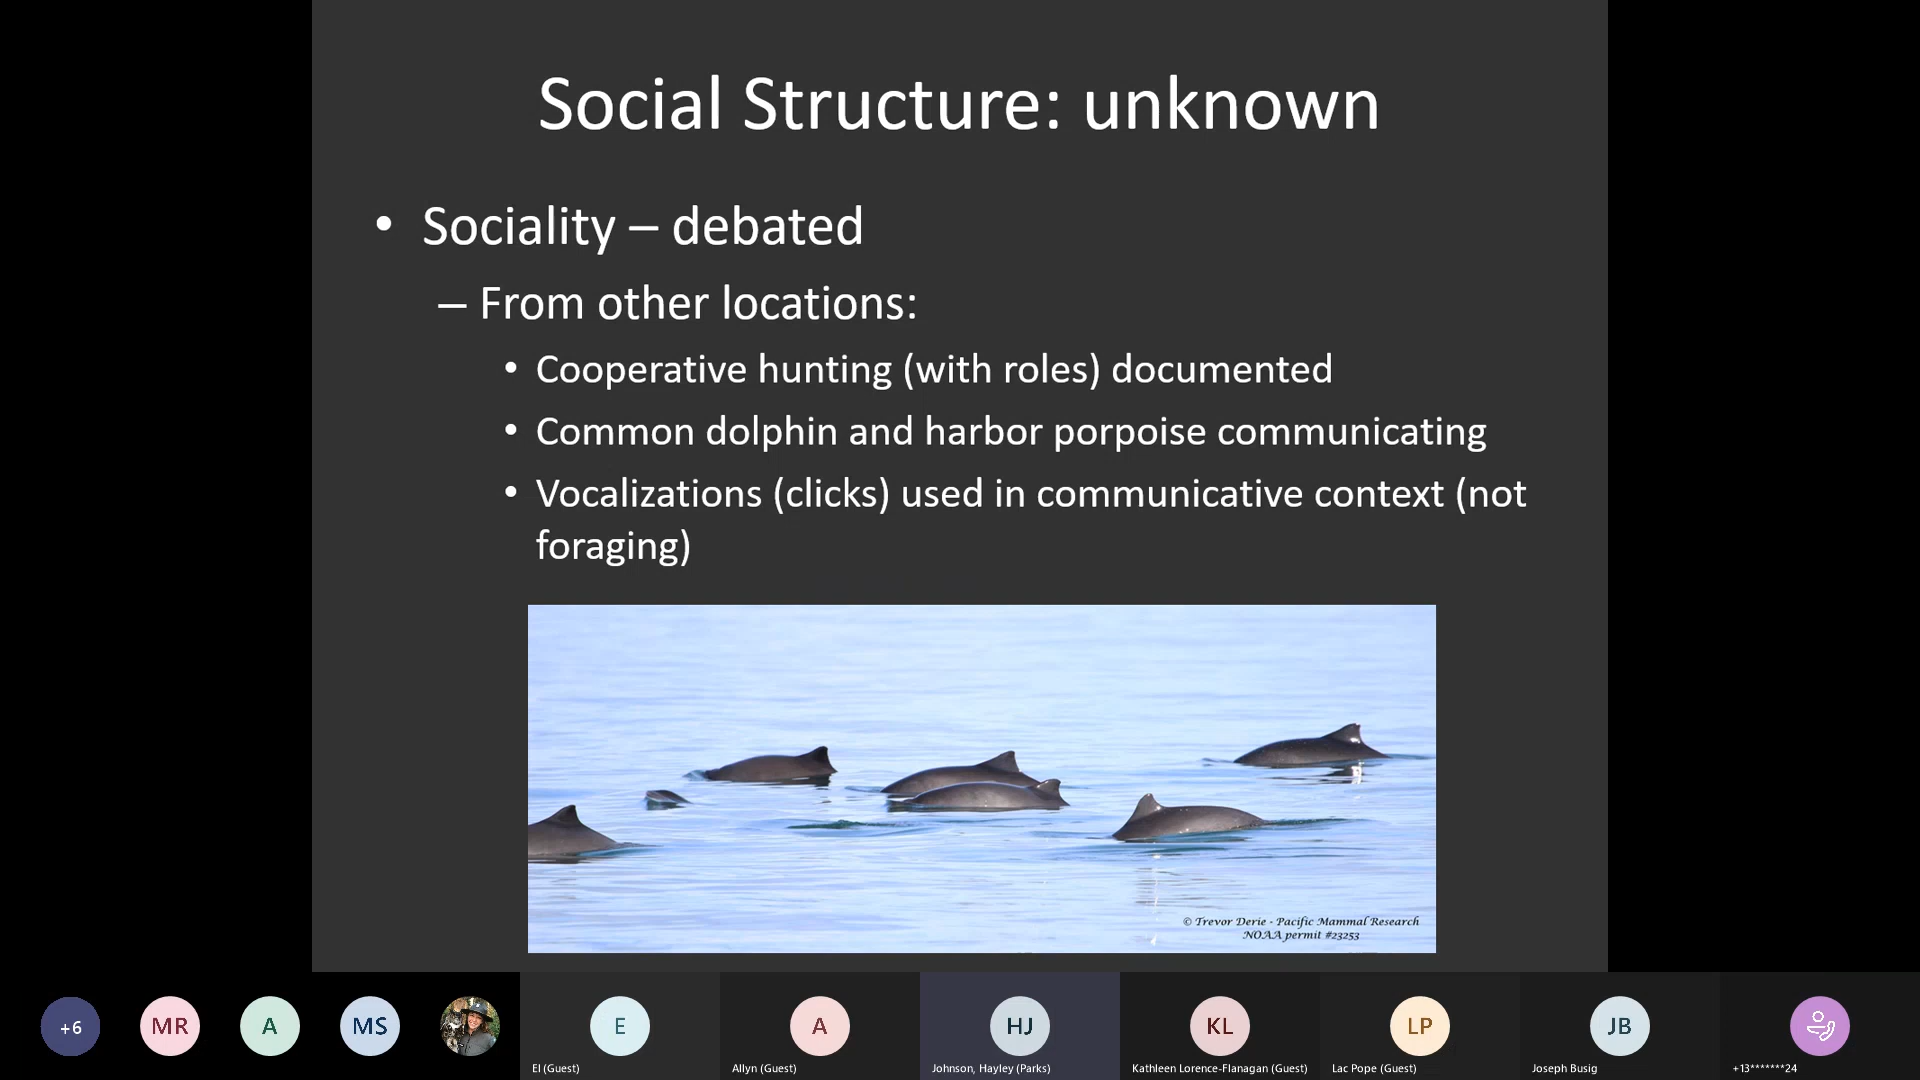 Social Structure: unknown
• Sociality – debated
– From other locations:
• Cooperative hunting (with roles) documented
• Common dolphin and harbor porpoise communicating
• Vocalizations (clicks) used in communicative context (not
foraging)
© Trevor Derie - Pacific Mammal Research
NOAA permit #23253
+6
MR
A
MS
E
A
HJ
KL
LP
JB
El (Guest)
Allyn (Guest)
Johnson, Hayley (Parks)
Kathleen Lorence-Flanagan (Guest)
Lac Pope (Guest)
Joseph Busig
+13*******24